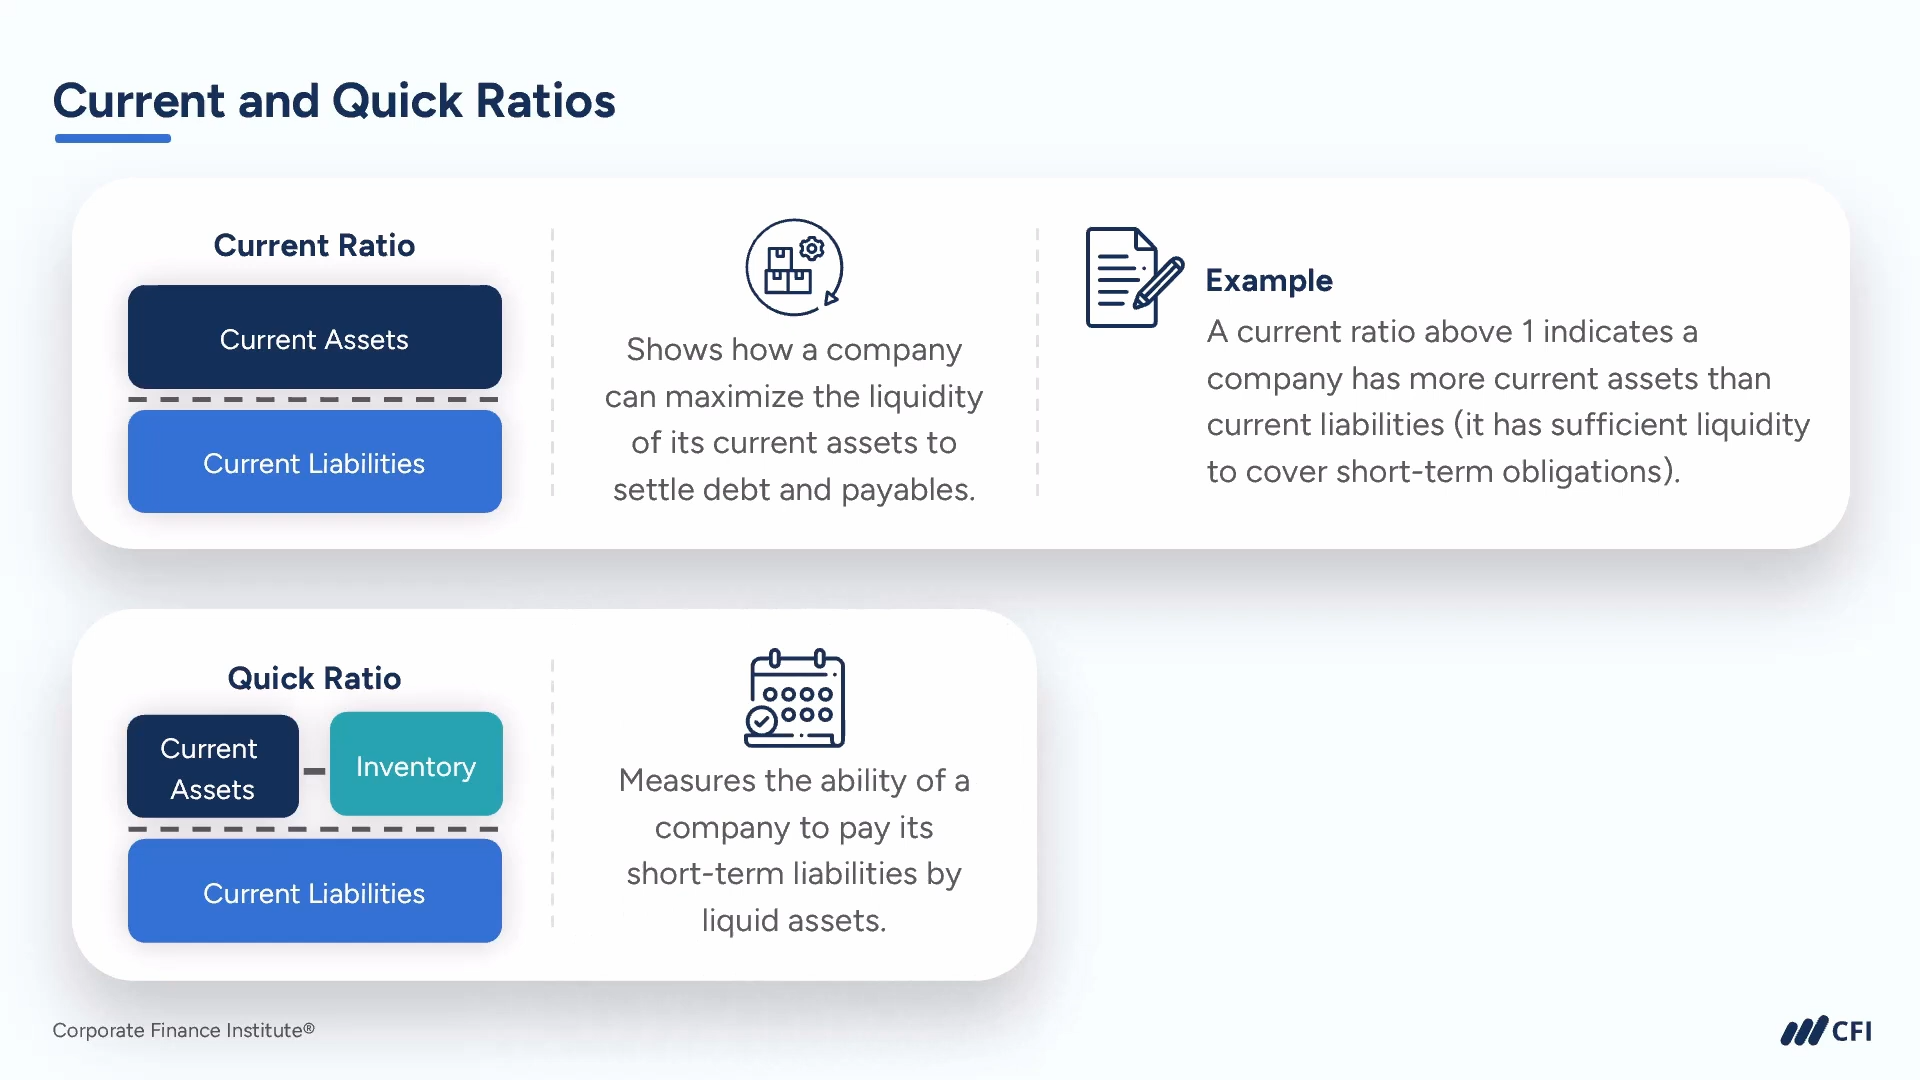 Current and Quick Ratios
Current Ratio
Current Assets
Current Liabilities
Shows how a company
can maximize the liquidity
of its current assets to
settle debt and payables.
Example
A current ratio above 1 indicates a
company has more current assets than
current liabilities (it has sufficient liquidity
to cover short-term obligations).
Quick Ratio
Current
Assets
–
Inventory
Current Liabilities
Measures the ability of a
company to pay its
short-term liabilities by
liquid assets.
Corporate Finance Institute®
CFI